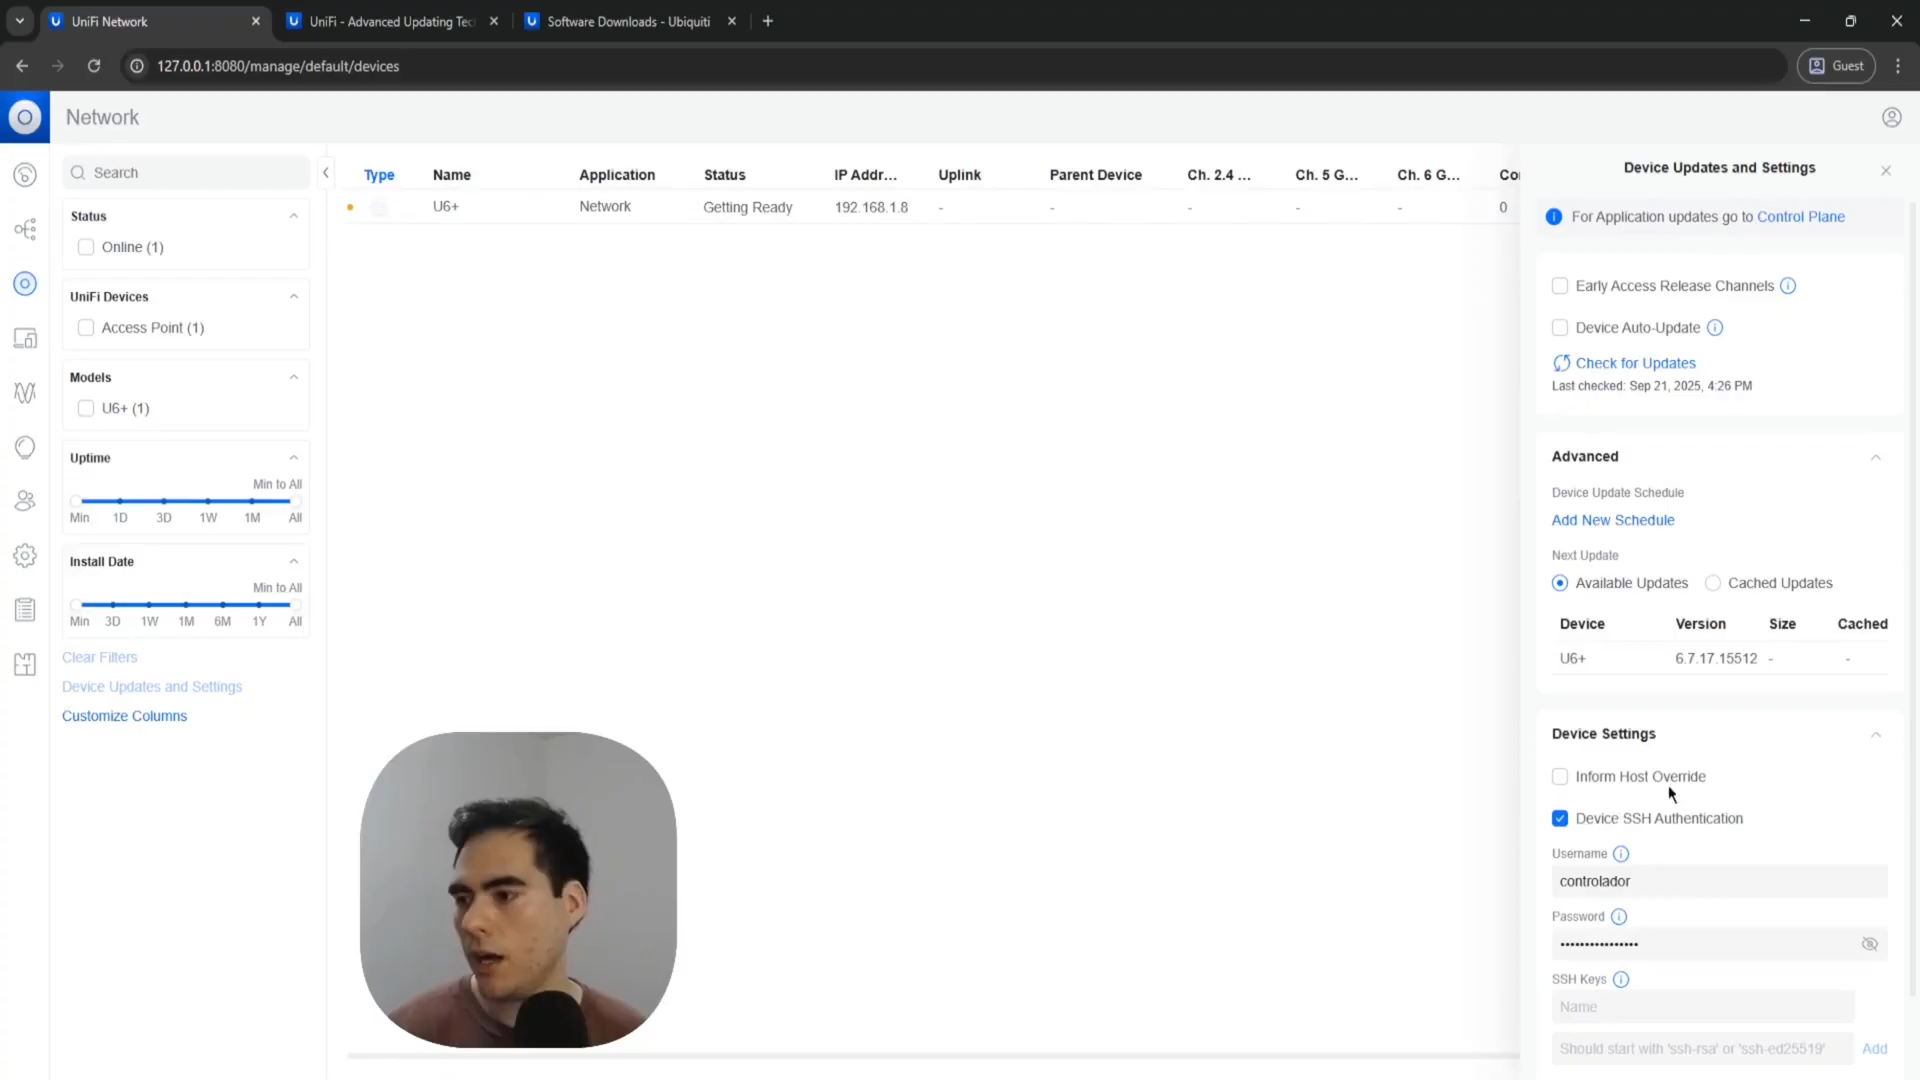 UniFi Network
UniFi - Advanced Updating Tec
Software Downloads - Ubiquiti
127.0.0.1:8080/manage/default/devices
Guest
Network
Search
Status
Online (1)
UniFi Devices
Access Point (1)
Models
U6+ (1)
Uptime
Min to All
Min 1D 3D 1W 1M All
Install Date
Min to All
Min 3D 1W 1M 6M 1Y All
Clear Filters
Device Updates and Settings
Customize Columns
Type Name Application Status IP Addr... Uplink Parent Device Ch. 2.4 ... Ch. 5 G... Ch. 6 G... Co
U6+ Network Getting Ready 192.168.1.8 - - - - - 0
Device Updates and Settings
For Application updates go to Control Plane
Early Access Release Channels
Device Auto-Update
Check for Updates
Last checked: Sep 21, 2025, 4:26 PM
Advanced
Device Update Schedule
Add New Schedule
Next Update
Available Updates Cached Updates
Device Version Size Cached
U6+ 6.7.17.15512 - -
Device Settings
Inform Host Override
Device SSH Authentication
Username
controlador
Password
••••••••••••••••
SSH Keys
Name
Should start with 'ssh-rsa' or 'ssh-ed25519' Add